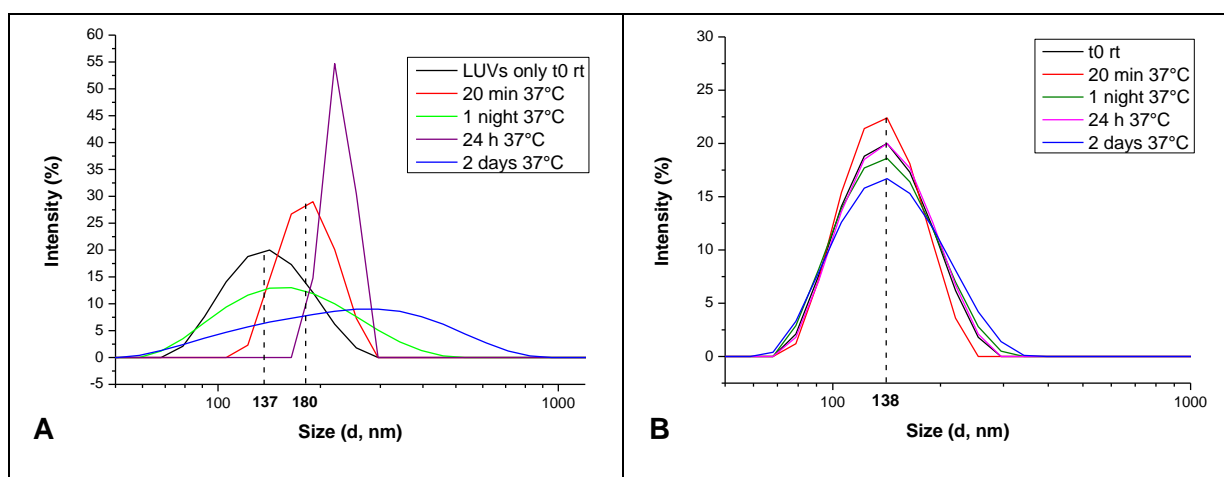 60
55
50
45
40
35
30
25
20
15
10
5
0
-5
Intensity (%)
LUVs only t0 rt
20 min 37°C
1 night 37°C
24 h 37°C
2 days 37°C
100
137
180
1000
Size (d, nm)
A
30
25
20
15
10
5
0
Intensity (%)
t0 rt
20 min 37°C
1 night 37°C
24 h 37°C
2 days 37°C
100
138
1000
Size (d, nm)
B